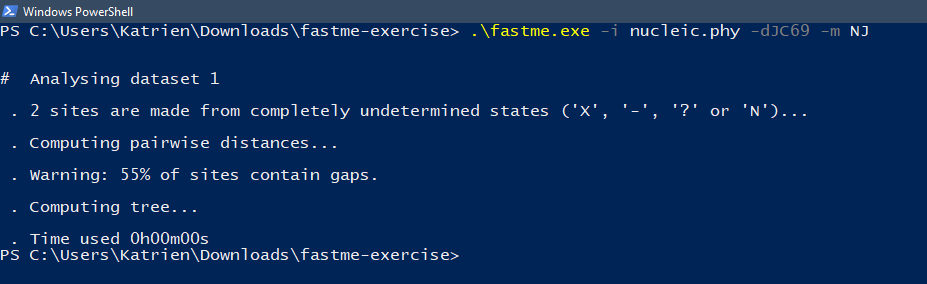 Windows PowerShell
PS C:\Users\Katrien\Downloads\fastme-exercise> .\fastme.exe -i nucleic.phy -dJC69 -m NJ
#  Analysing dataset 1
. 2 sites are made from completely undetermined states ('X', '-', '?' or 'N')...
. Computing pairwise distances...
. Warning: 55% of sites contain gaps.
. Computing tree...
. Time used 0h00m00s
PS C:\Users\Katrien\Downloads\fastme-exercise>